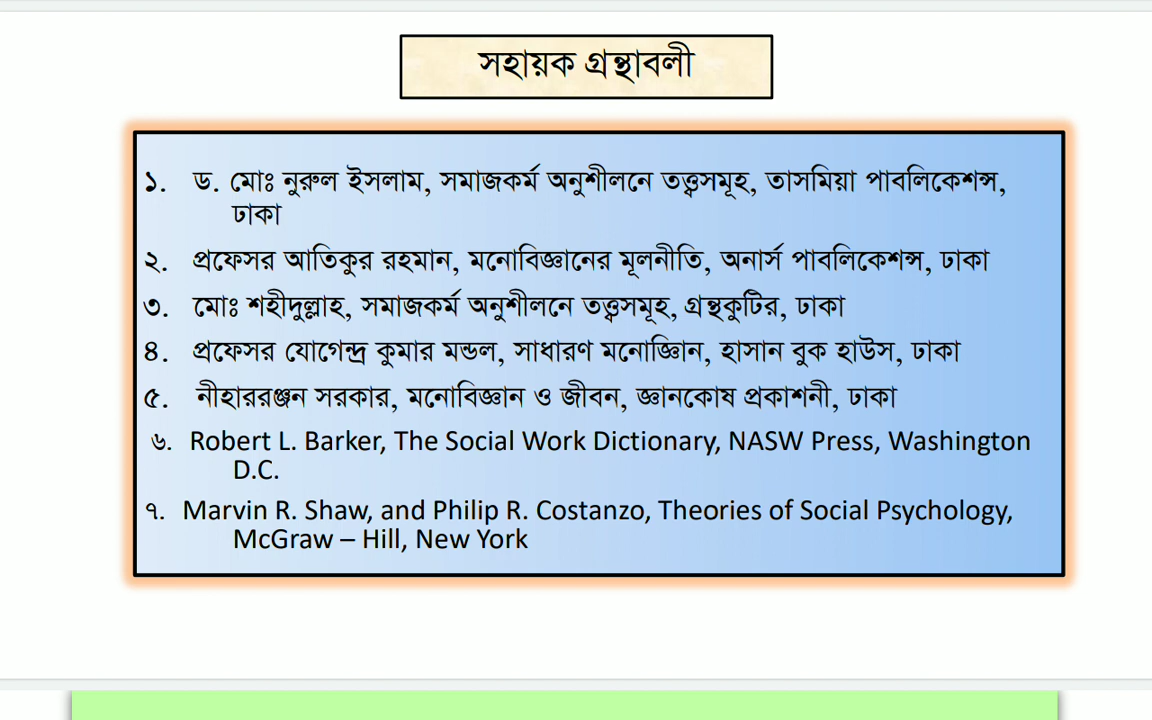 সহায়ক গ্রন্থাবলী
১. ড. মোঃ নুরুল ইসলাম, সমাজকর্ম অনুশীলনে তত্ত্বসমূহ, তাসমিয়া পাবলিকেশন্স,
ঢাকা
২. প্রফেসর আতিকুর রহমান, মনোবিজ্ঞানের মূলনীতি, অনার্স পাবলিকেশন্স, ঢাকা
৩. মোঃ শহীদুল্লাহ, সমাজকর্ম অনুশীলনে তত্ত্বসমূহ, গ্রন্থকুটির, ঢাকা
৪. প্রফেসর যোগেন্দ্র কুমার মন্ডল, সাধারণ মনোজ্ঞিান, হাসান বুক হাউস, ঢাকা
৫. নীহাররঞ্জন সরকার, মনোবিজ্ঞান ও জীবন, জ্ঞানকোষ প্রকাশনী, ঢাকা
৬. Robert L. Barker, The Social Work Dictionary, NASW Press, Washington
D.C.
৭. Marvin R. Shaw, and Philip R. Costanzo, Theories of Social Psychology,
McGraw – Hill, New York